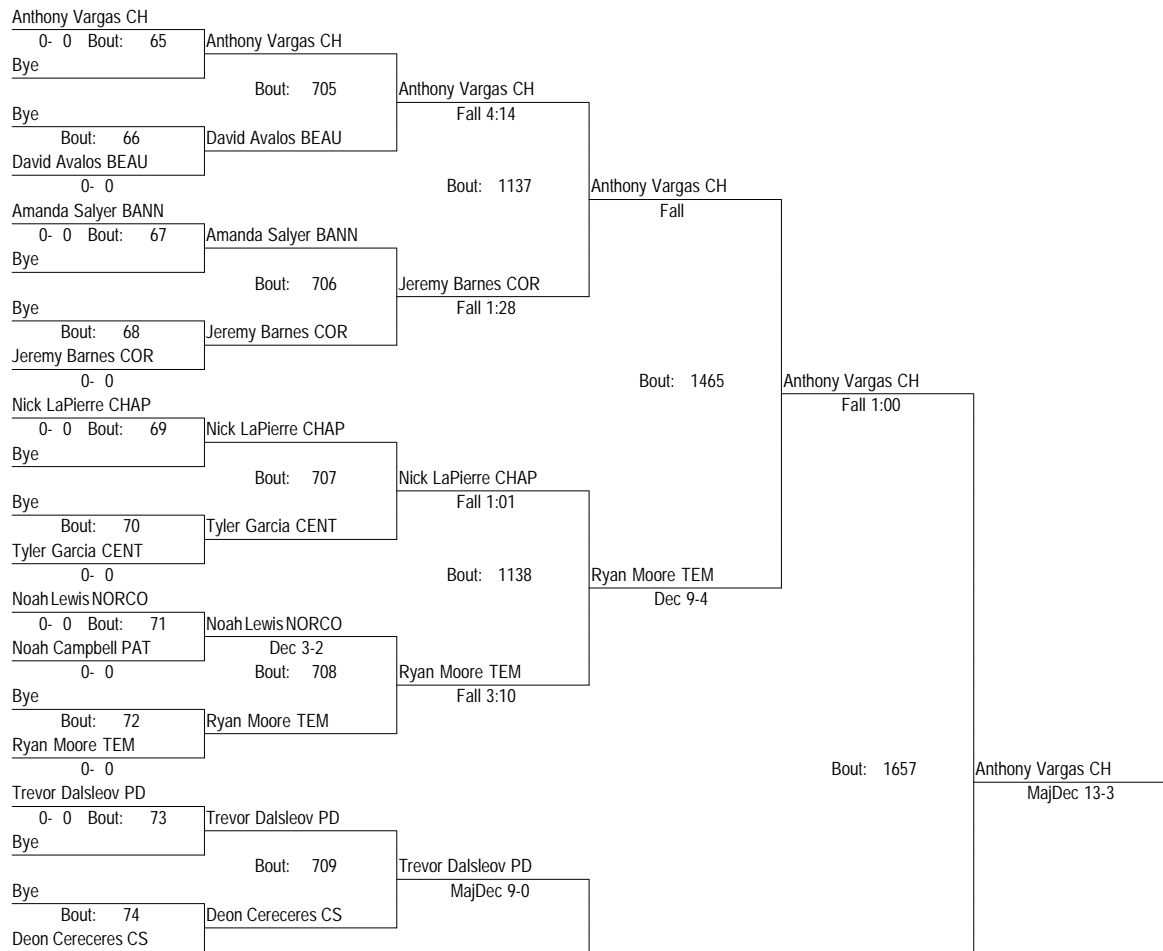 Anthony Vargas CH
0- 0 Bout: 65 Anthony Vargas CH
Bye
Bout: 705 Anthony Vargas CH
Bye Fall 4:14
Bout: 66 David Avalos BEAU
David Avalos BEAU
0- 0 Bout: 1137 Anthony Vargas CH
Amanda Salyer BANN Fall
0- 0 Bout: 67 Amanda Salyer BANN
Bye
Bout: 706 Jeremy Barnes COR
Bye Fall 1:28
Bout: 68 Jeremy Barnes COR
Jeremy Barnes COR
0- 0 Bout: 1465 Anthony Vargas CH
Nick LaPierre CHAP Fall 1:00
0- 0 Bout: 69 Nick LaPierre CHAP
Bye
Bout: 707 Nick LaPierre CHAP
Bye Fall 1:01
Bout: 70 Tyler Garcia CENT
Tyler Garcia CENT
0- 0 Bout: 1138 Ryan Moore TEM
Noah Lewis NORCO Dec 9-4
0- 0 Bout: 71 Noah Lewis NORCO
Noah Campbell PAT Dec 3-2
0- 0 Bout: 708 Ryan Moore TEM
Bye Fall 3:10
Bout: 72 Ryan Moore TEM
Ryan Moore TEM
0- 0 Bout: 1657 Anthony Vargas CH
Trevor Dalsleov PD MajDec 13-3
0- 0 Bout: 73 Trevor Dalsleov PD
Bye
Bout: 709 Trevor Dalsleov PD
Bye MajDec 9-0
Bout: 74 Deon Cereceres CS
Deon Cereceres CS